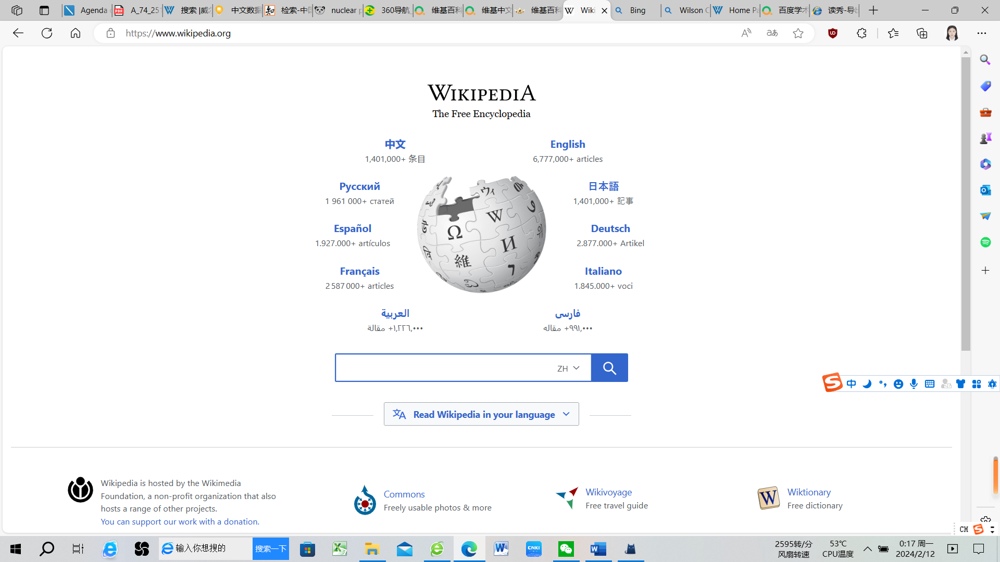 Agenda
A_74_25
搜索 |威
中文数据
检索-中
nuclear p
360导航_
维基百科
维基中文
维基百科
Wiki
Bing
Wilson C
Home Pa
百度学术
读秀-导
https://www.wikipedia.org
WIKIPEDIA
The Free Encyclopedia
中文
1,401,000+ 条目
English
6,777,000+ articles
Русский
1 961 000+ статей
日本語
1,401,000+ 記事
Español
1.927.000+ artículos
Deutsch
2.877.000+ Artikel
Français
2 587 000+ articles
Italiano
1.845.000+ voci
العربية
١٬٢٢٦٬٠٠٠+ مقالة
فارسی
۹۹۱٬۰۰۰+ مقاله
ZH
中
Read Wikipedia in your language
Wikipedia is hosted by the Wikimedia
Foundation, a non-profit organization that also
hosts a range of other projects.
You can support our work with a donation.
Commons
Freely usable photos & more
Wikivoyage
Free travel guide
Wiktionary
Free dictionary
CH
输入你想搜的
搜索一下
CNKI
2595转/分
风扇转速
53℃
CPU温度
0:17 周一
2024/2/12